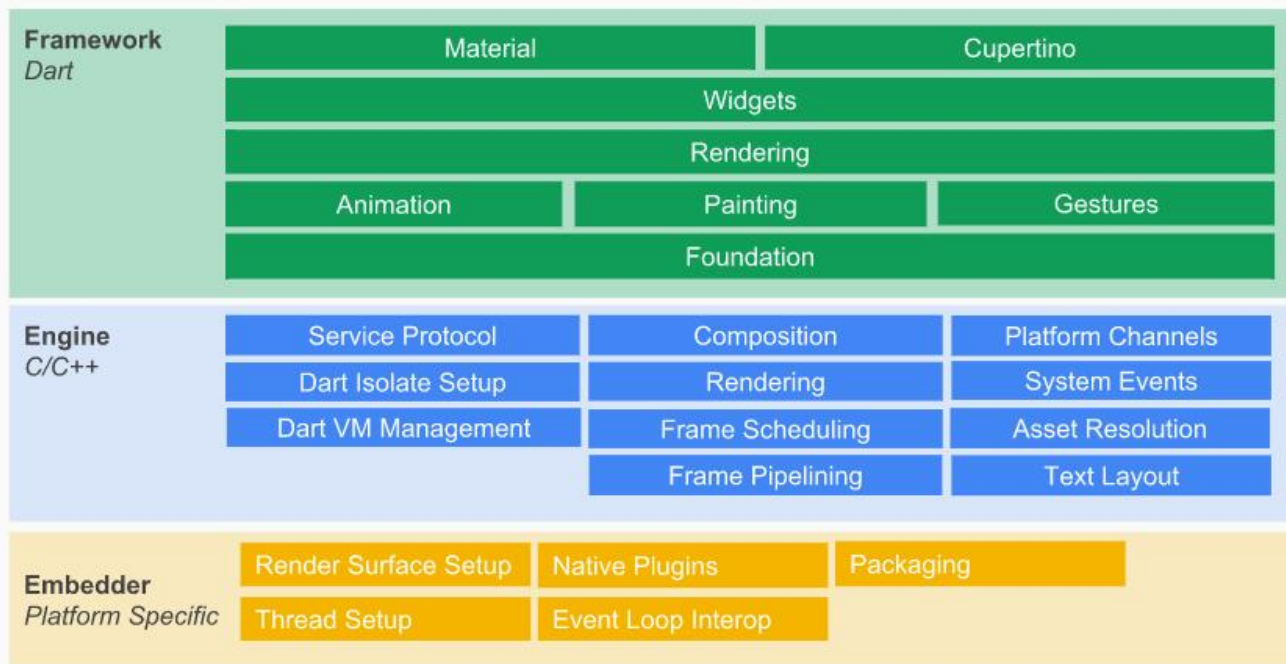 Framework
Dart
Material
Cupertino
Widgets
Rendering
Animation
Painting
Gestures
Foundation
Engine
C/C++
Service Protocol
Composition
Platform Channels
Dart Isolate Setup
Rendering
System Events
Dart VM Management
Frame Scheduling
Asset Resolution
Frame Pipelining
Text Layout
Embedder
Platform Specific
Render Surface Setup
Native Plugins
Packaging
Thread Setup
Event Loop Interop